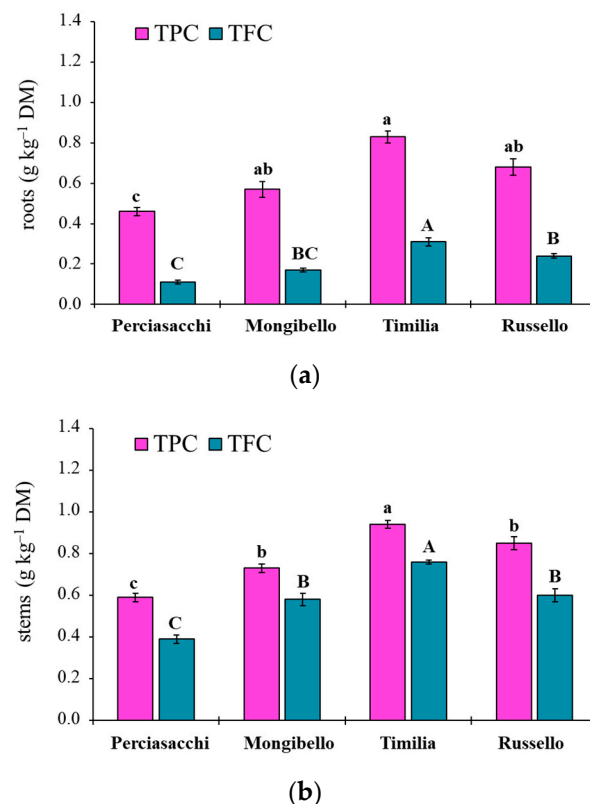 TPC TFC
1.4
1.2
1.0
0.8
0.6
0.4
0.2
0.0
roots (g kg⁻¹ DM)
c C ab BC a A ab B
Perciasacchi Mongibello Timilia Russello
(a)
TPC TFC
1.4
1.2
1.0
0.8
0.6
0.4
0.2
0.0
stems (g kg⁻¹ DM)
c C b B a A b B
Perciasacchi Mongibello Timilia Russello
(b)